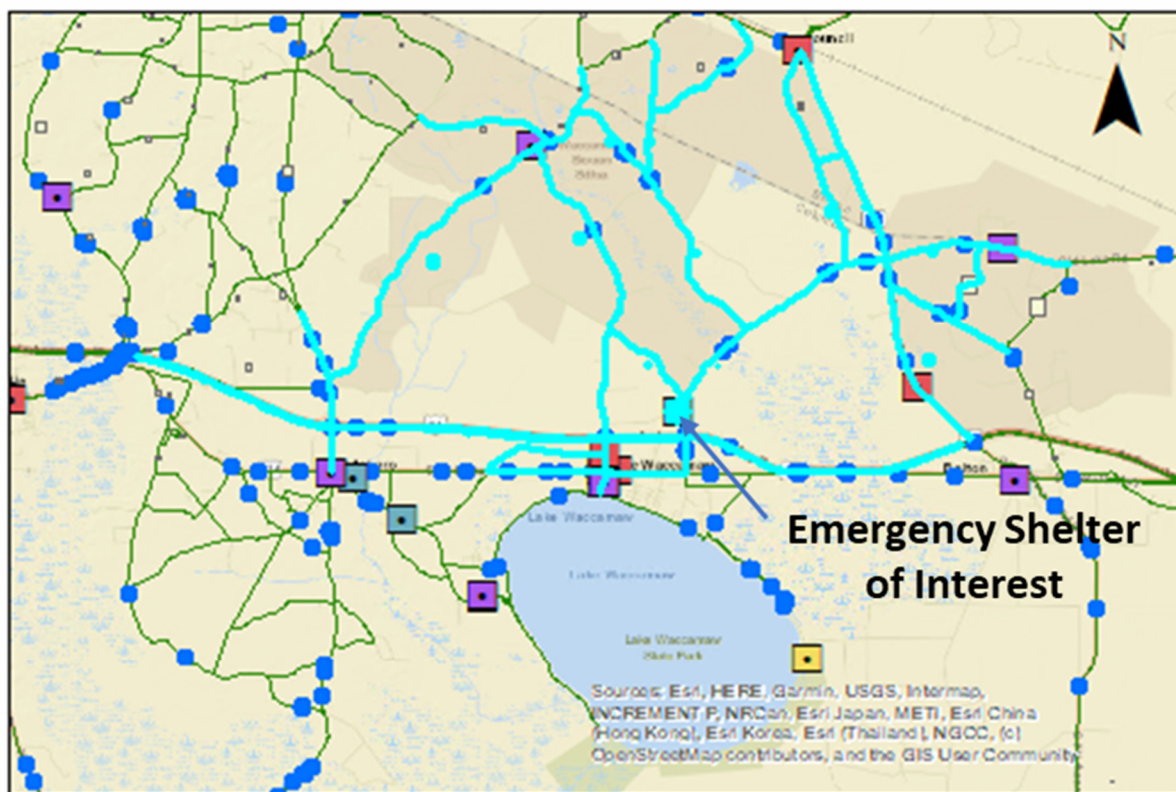 N
Lake Waccamaw
Lake Waccamaw
Emergency Shelter
of Interest
Lake Waccamaw
State Park
Sources: Esri, HERE, Garmin, USGS, Intermap,
INCREMENT P, NRCan, Esri Japan, METI, Esri China
(Hong Kong), Esri Korea, Esri (Thailand), NGCC, (c)
OpenStreetMap contributors, and the GIS User Community